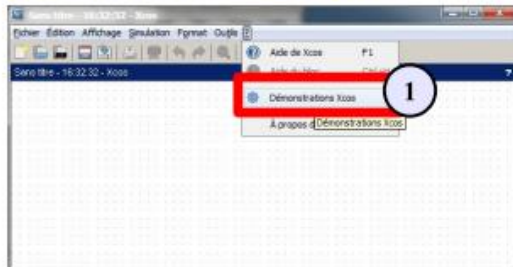 Sans titre - 16:32:32 - Xcos
Fichier Édition Affichage Simulation Format Outils ?
Aide de Xcos F1
Sans titre - 16:32:32 - Xcos ?
Démonstrations Xcos
1
À propos
Démonstrations Xcos